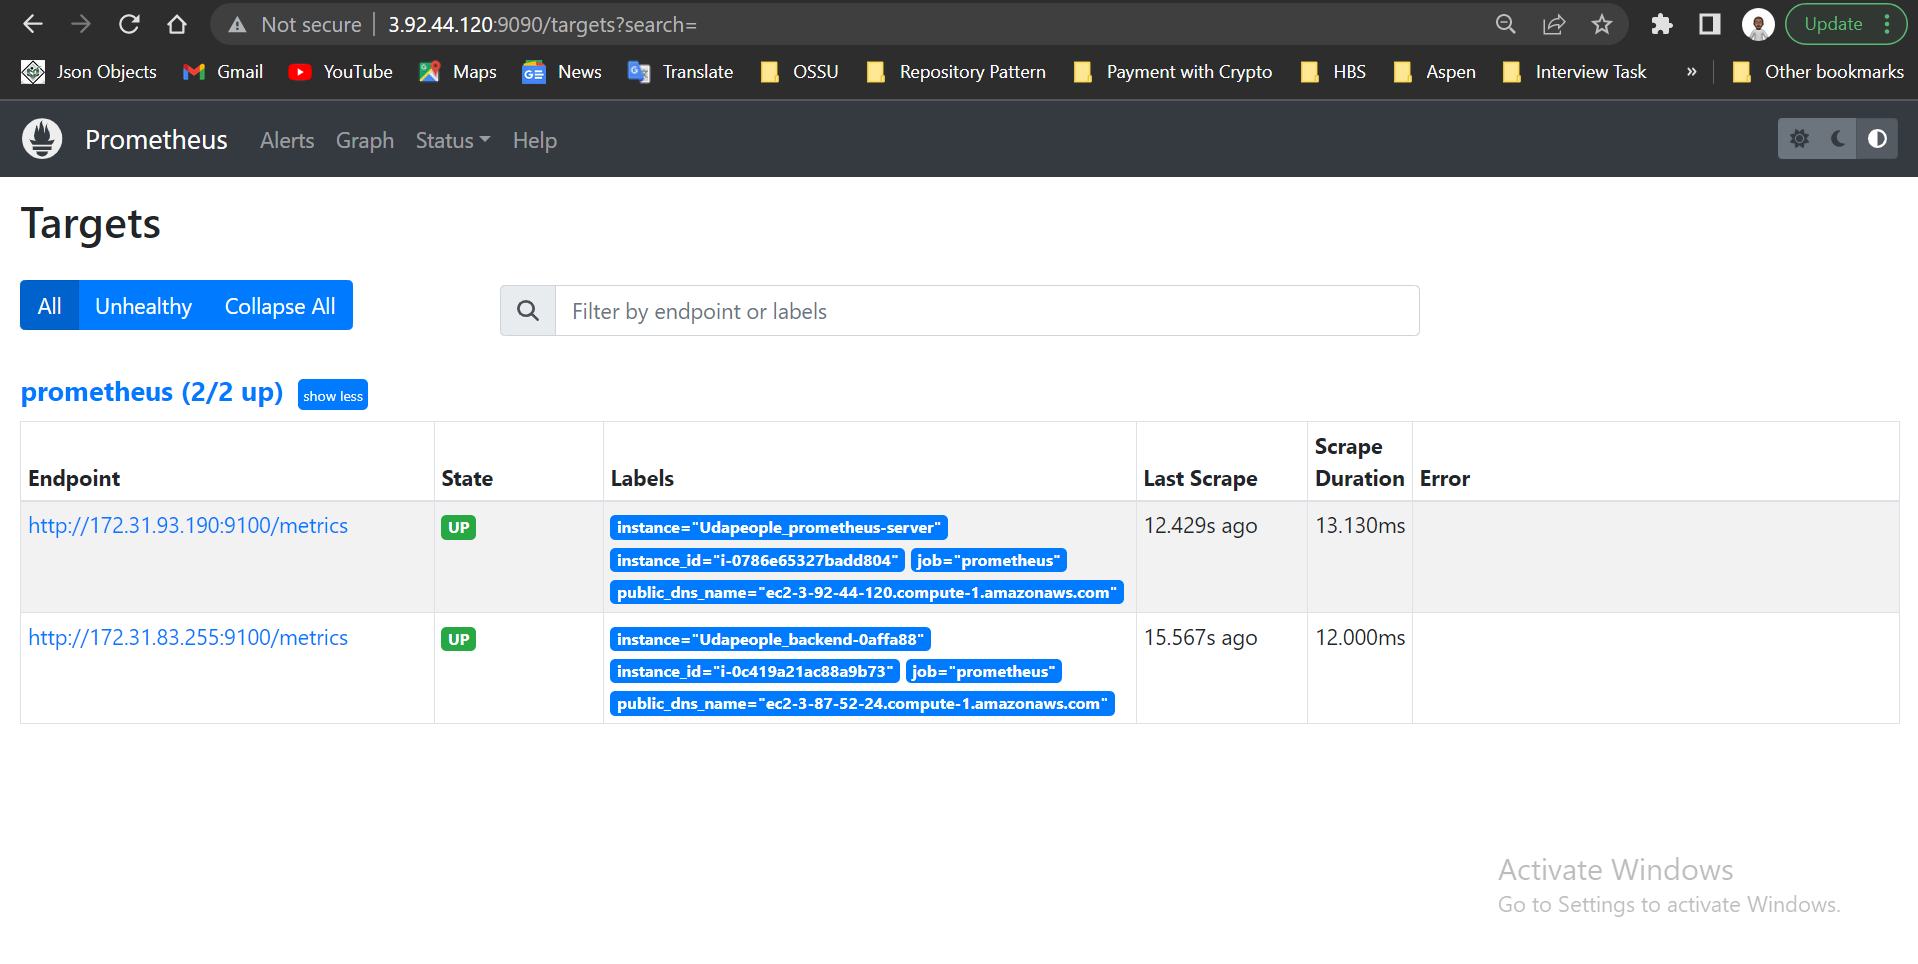 Not secure | 3.92.44.120:9090/targets?search=
Update
Json Objects Gmail YouTube Maps News Translate OSSU Repository Pattern Payment with Crypto HBS Aspen Interview Task » Other bookmarks
Prometheus Alerts Graph Status Help
Targets
All Unhealthy Collapse All
Filter by endpoint or labels
prometheus (2/2 up) show less
Endpoint State Labels Last Scrape Scrape Duration Error
http://172.31.93.190:9100/metrics UP instance="Udapeople_prometheus-server" 12.429s ago 13.130ms
instance_id="i-0786e65327badd804" job="prometheus"
public_dns_name="ec2-3-92-44-120.compute-1.amazonaws.com"
http://172.31.83.255:9100/metrics UP instance="Udapeople_backend-0affa88" 15.567s ago 12.000ms
instance_id="i-0c419a21ac88a9b73" job="prometheus"
public_dns_name="ec2-3-87-52-24.compute-1.amazonaws.com"
Activate Windows
Go to Settings to activate Windows.